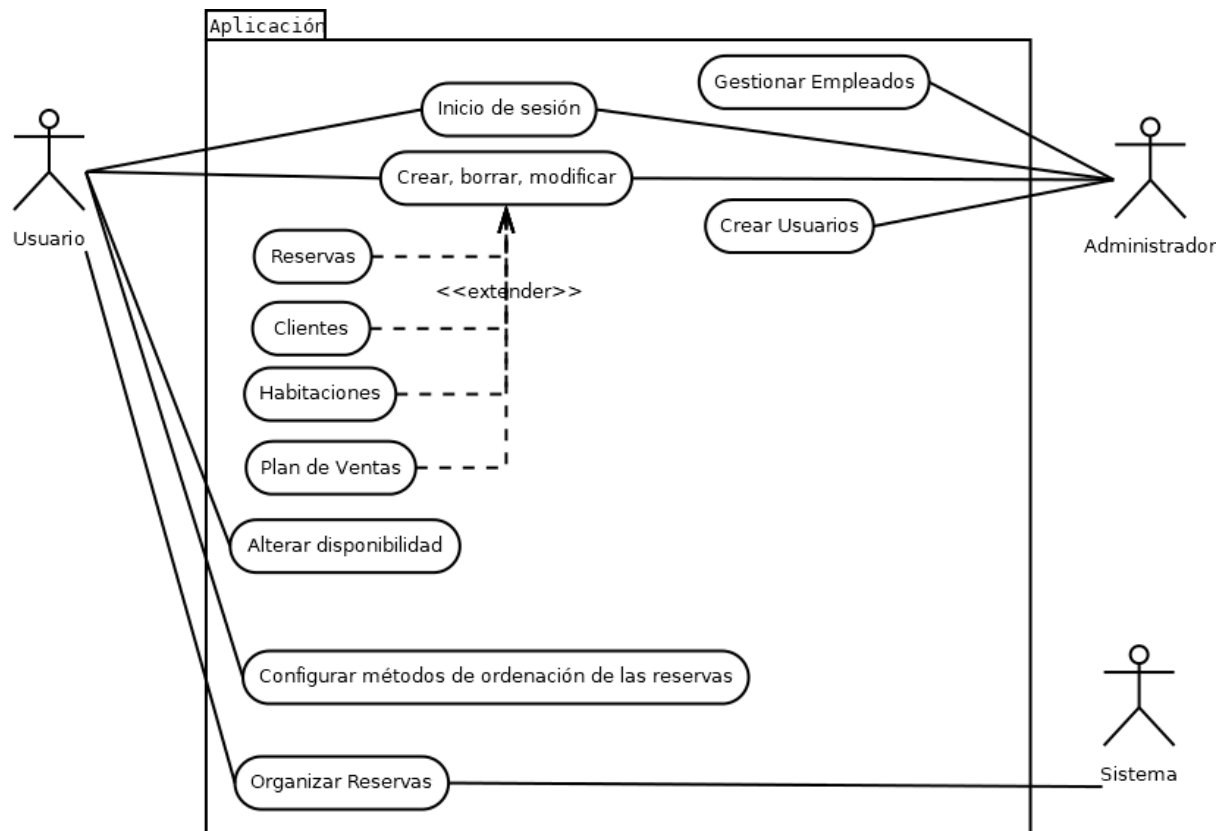 Aplicación
Gestionar Empleados
Inicio de sesión
Crear, borrar, modificar
Crear Usuarios
Usuario
Administrador
Reservas
<<extender>>
Clientes
Habitaciones
Plan de Ventas
Alterar disponibilidad
Configurar métodos de ordenación de las reservas
Organizar Reservas
Sistema